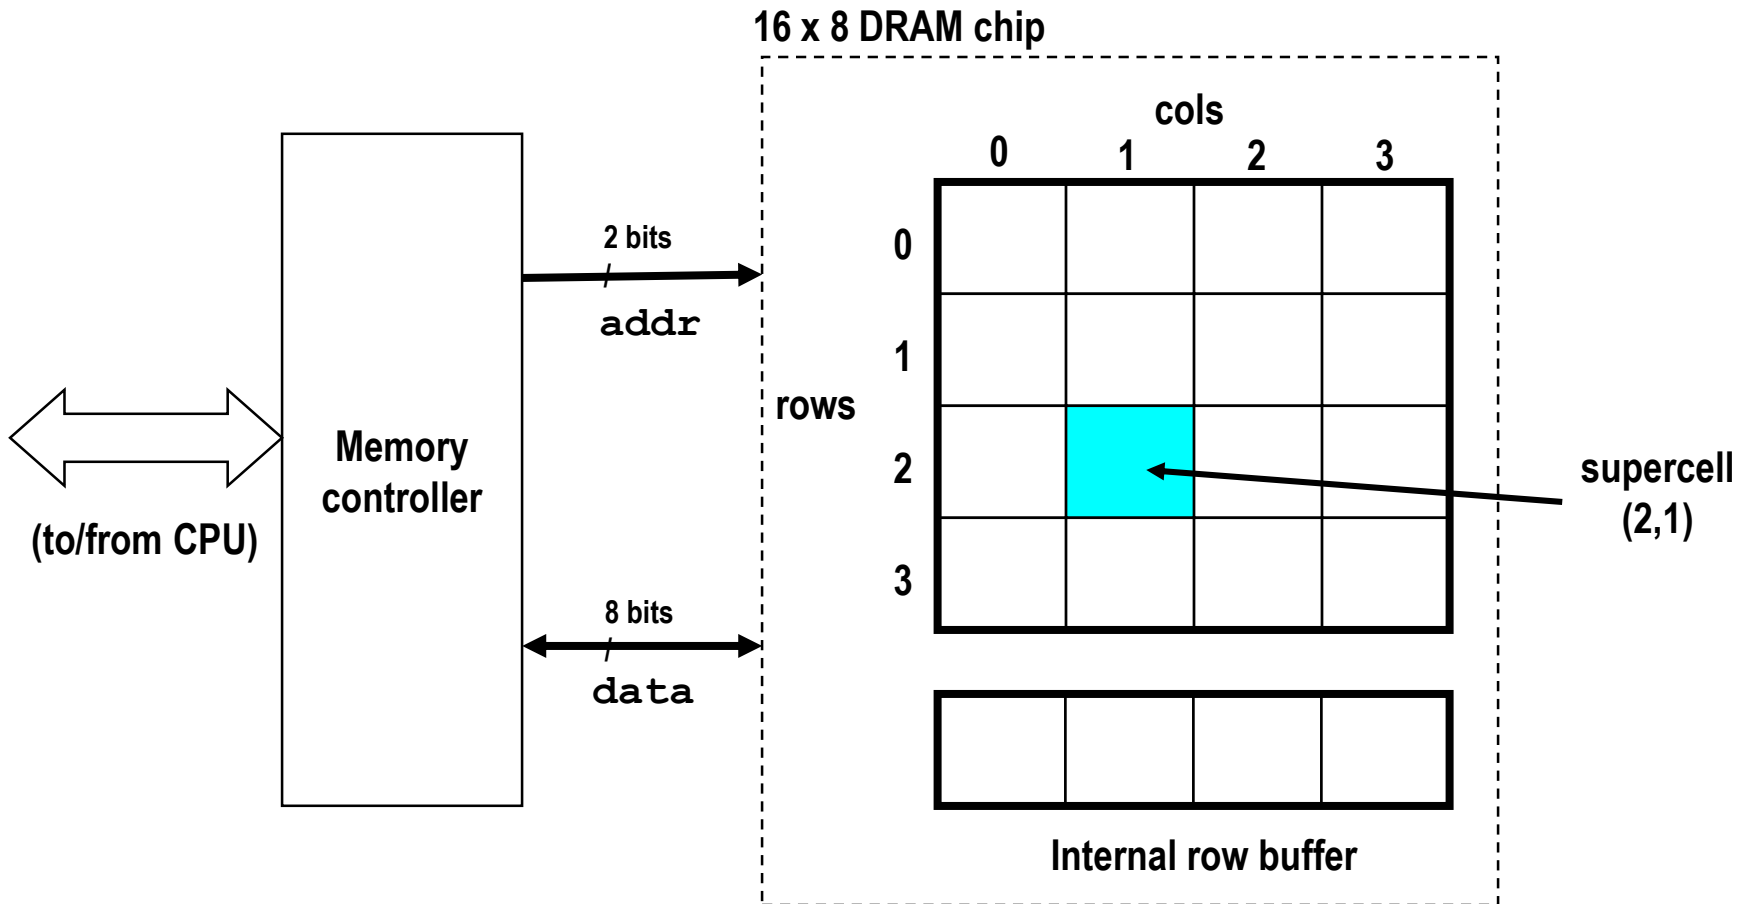 16 x 8 DRAM chip
cols
0 1 2 3
2 bits
addr
0
1
rows
Memory
controller
2
supercell
(2,1)
(to/from CPU)
3
8 bits
data
Internal row buffer